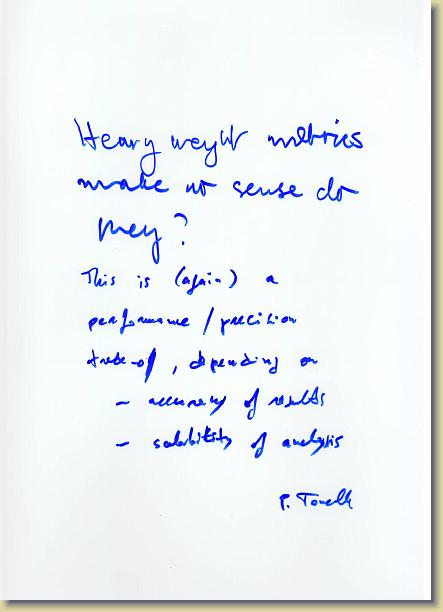 Heavy weight metrics
make no sense do
they?
This is (again) a
performance / precision
trade-off, depending on
- accuracy of results
- scalability of analysis
P. Tonella